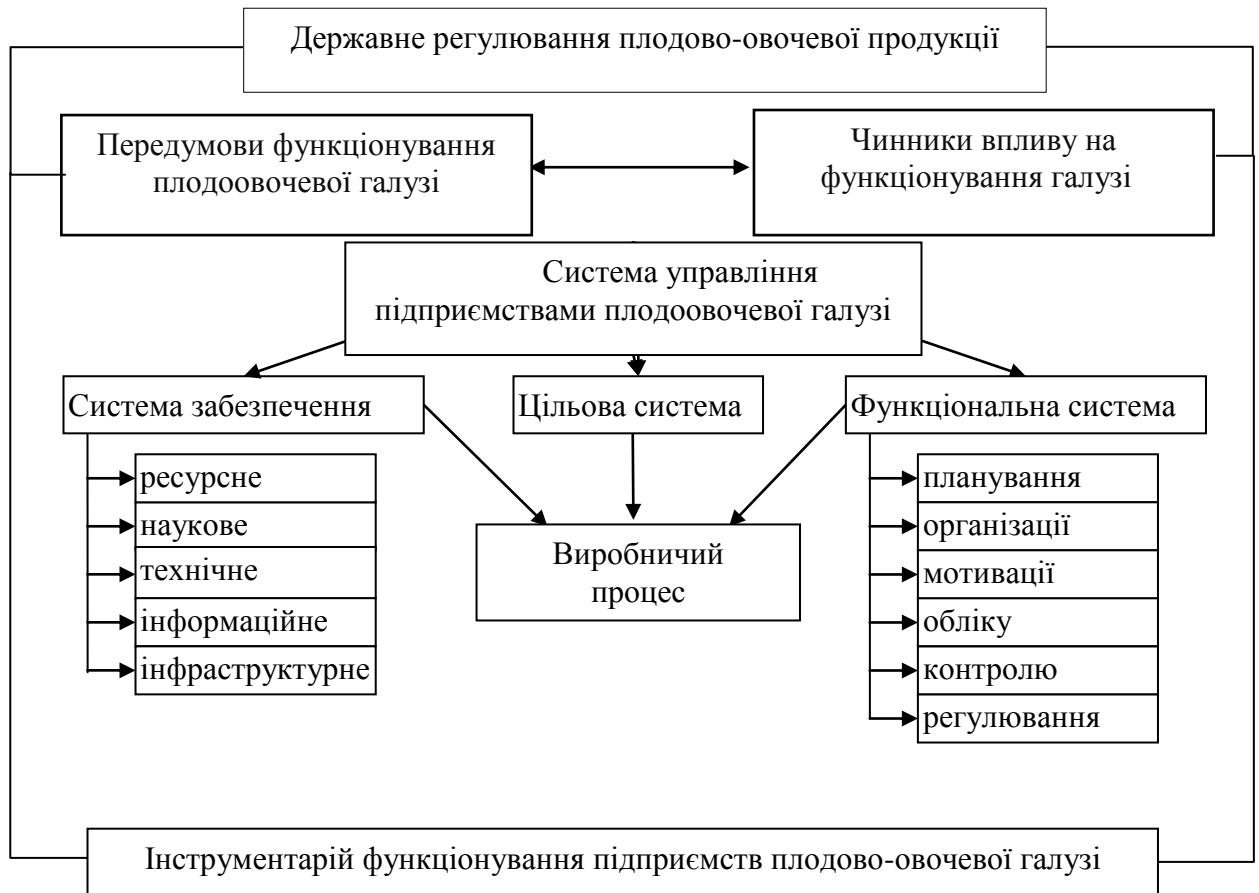 Державне регулювання плодово-овочевої продукції
Передумови функціонування
плодоовочевої галузі
Чинники впливу на
функціонування галузі
Система управління
підприємствами плодоовочевої галузі
Система забезпечення
Цільова система
Функціональна система
ресурсне
наукове
технічне
інформаційне
інфраструктурне
Виробничий
процес
планування
організації
мотивації
обліку
контролю
регулювання
Інструментарій функціонування підприємств плодово-овочевої галузі